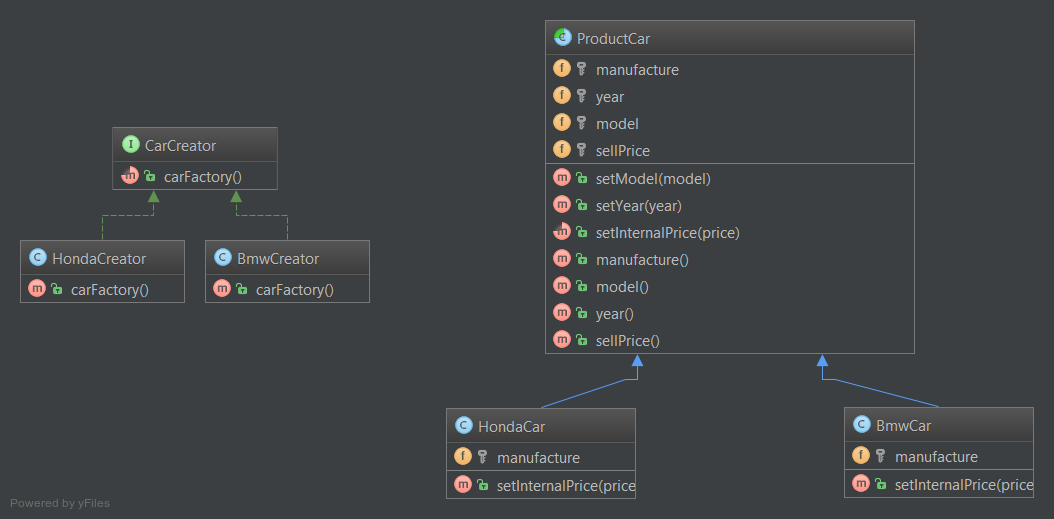 CarCreator
carFactory()
HondaCreator
carFactory()
BmwCreator
carFactory()
ProductCar
manufacture
year
model
sellPrice
setModel(model)
setYear(year)
setInternalPrice(price)
manufacture()
model()
year()
sellPrice()
HondaCar
manufacture
setInternalPrice(price
BmwCar
manufacture
setInternalPrice(price
Powered by yFiles